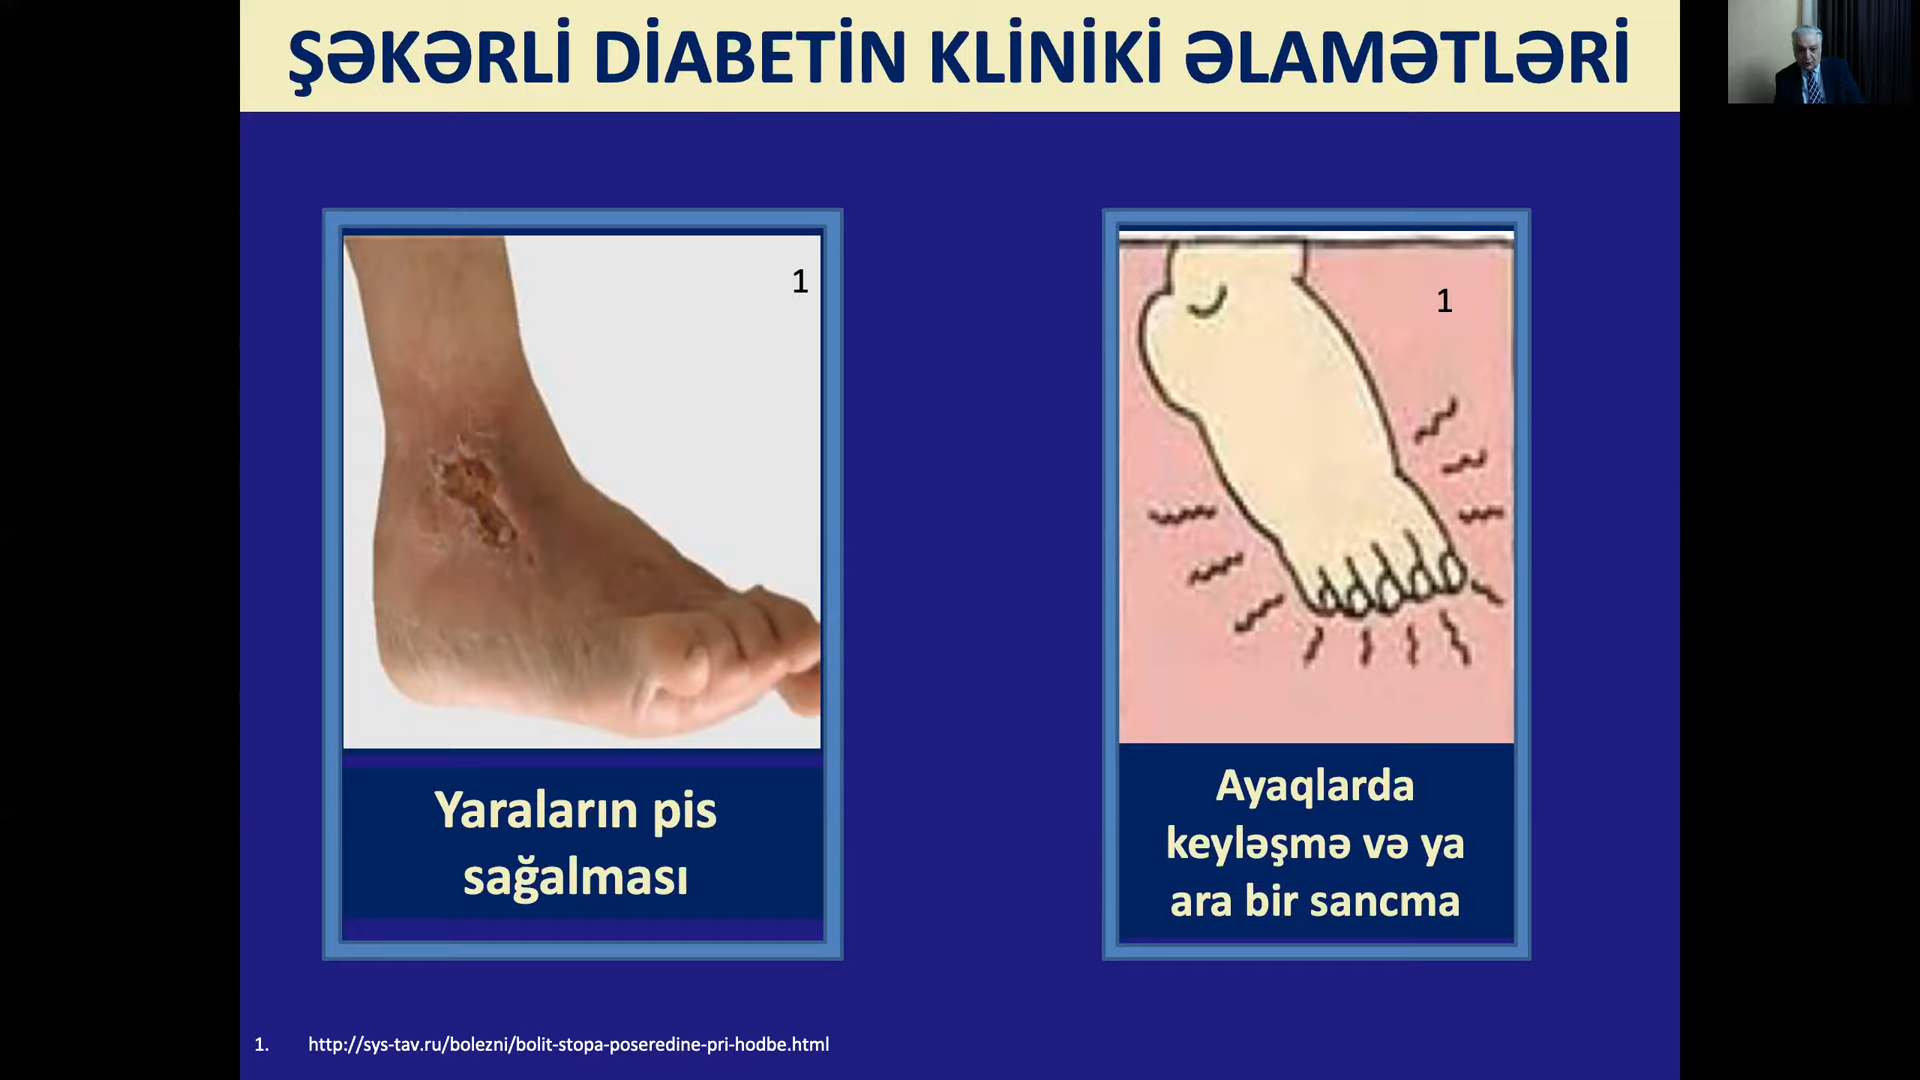 ŞƏKƏRLİ DİABETİN KLİNİKİ ƏLAMƏTLƏRİ
1
Yaraların pis
sağalması
1
Ayaqlarda
keyləşmə və ya
ara bir sancma
1. http://sys-tav.ru/bolezni/bolit-stopa-poseredine-pri-hodbe.html